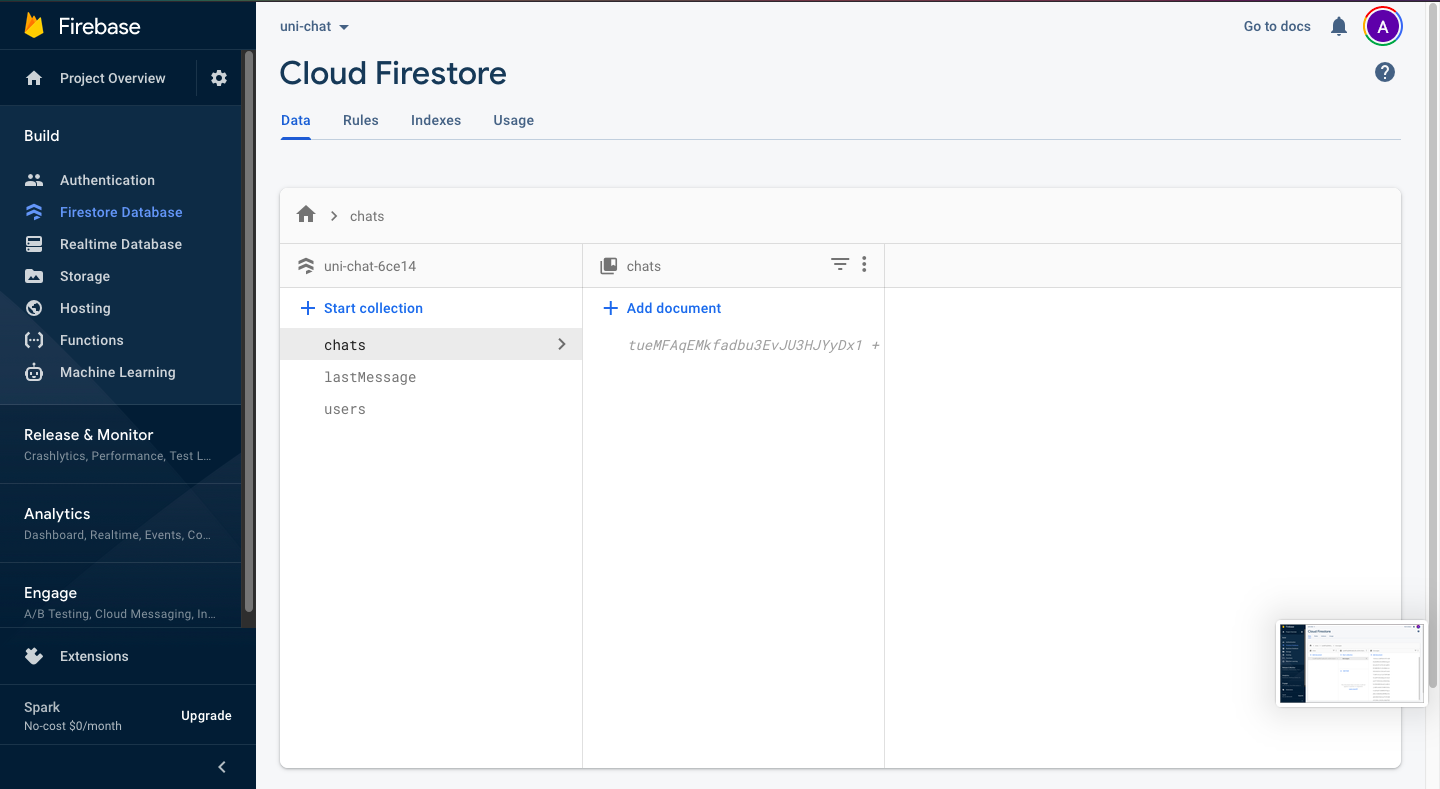 Firebase
Project Overview
Build
Authentication
Firestore Database
Realtime Database
Storage
Hosting
Functions
Machine Learning
Release & Monitor
Crashlytics, Performance, Test L...
Analytics
Dashboard, Realtime, Events, Co...
Engage
A/B Testing, Cloud Messaging, In...
Extensions
Spark
No-cost $0/month
Upgrade
uni-chat
Go to docs
A
Cloud Firestore
?
Data Rules Indexes Usage
chats
uni-chat-6ce14
Start collection
chats
lastMessage
users
chats
Add document
tueMFAqEMkfadbu3EvJU3HJYyDx1 +
Cloud Firestore